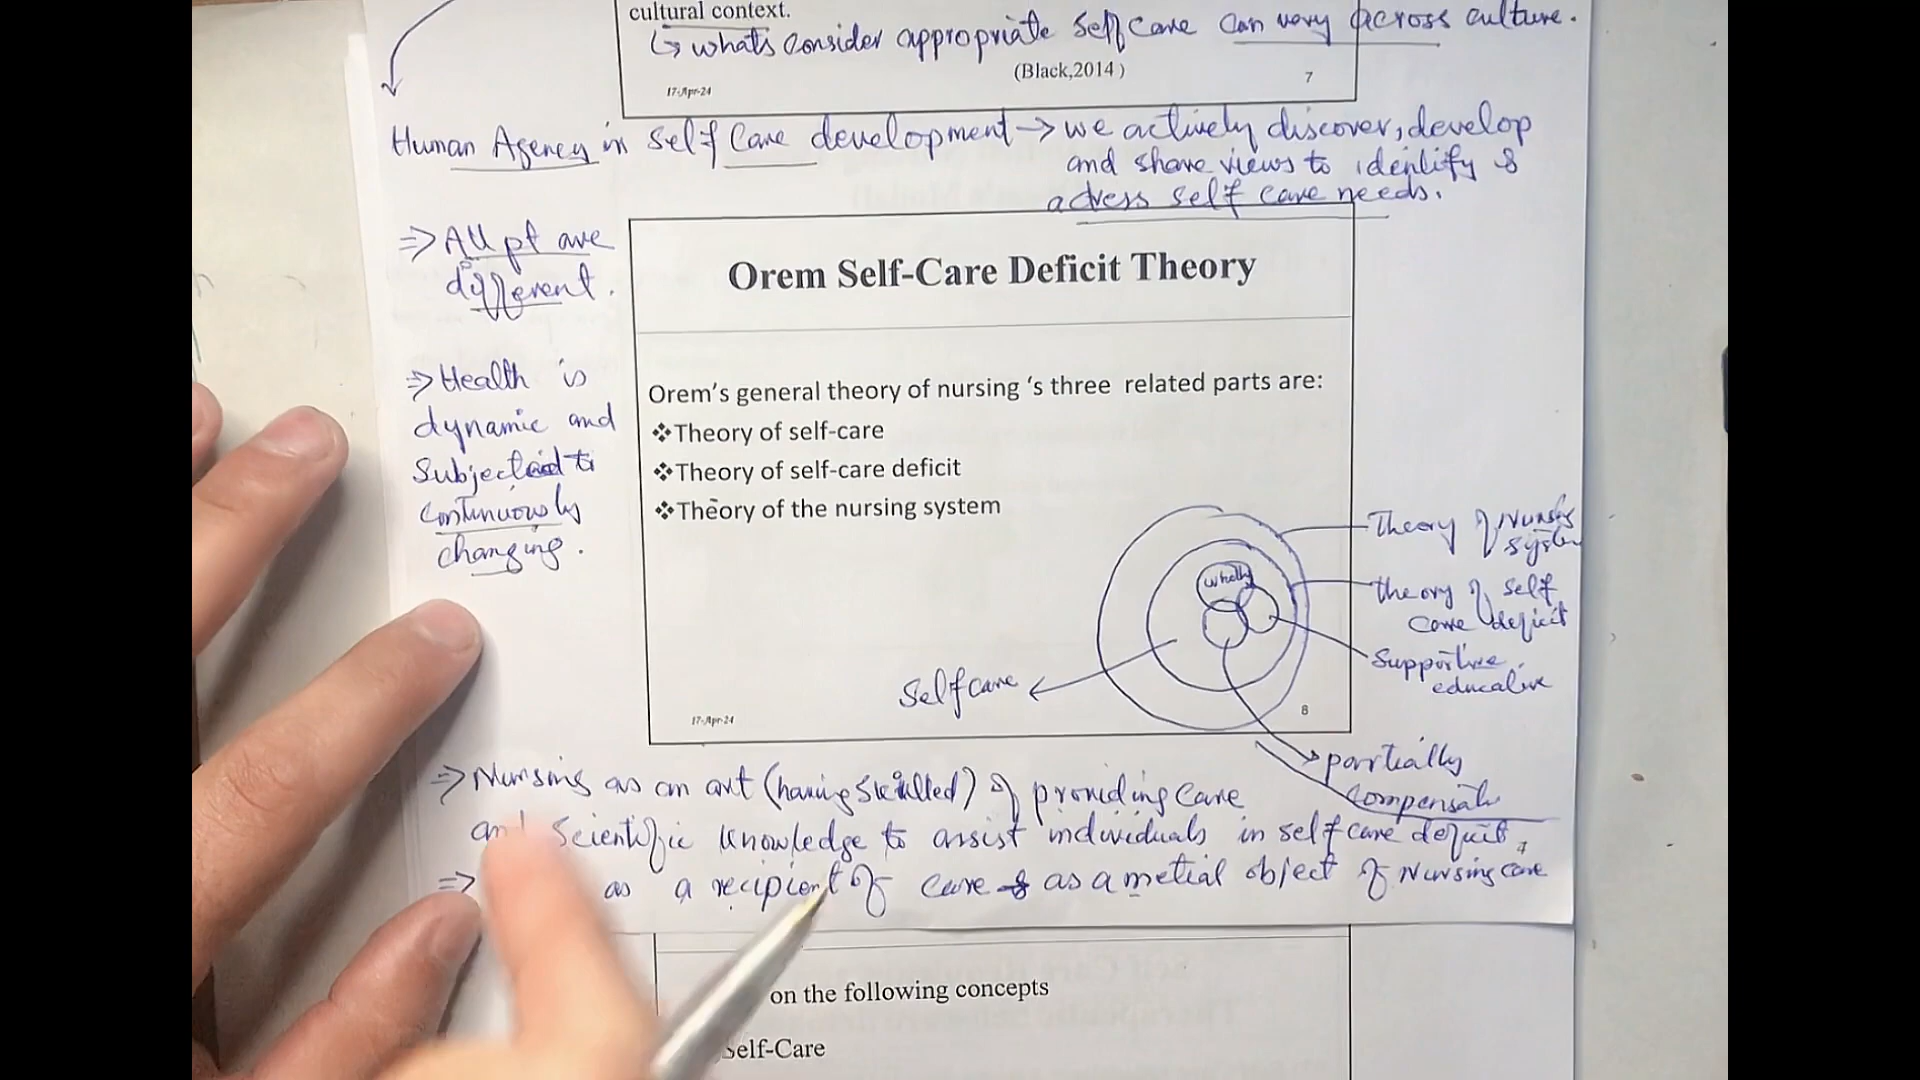 cultural context.
↳ whats consider appropriate self care can vary across culture.
(Black,2014 )
17-Apr-24
7
Human Agency in self Care development → we actively discover, develop
and share views to identify &
adress self care needs.
⇒ All pt are
different.
⇒ Health is
dynamic and
Subjected to
Continuously
changing.
Orem Self-Care Deficit Theory
Orem’s general theory of nursing ‘s three related parts are:
❖Theory of self-care
❖Theory of self-care deficit
❖Theory of the nursing system
Theory of Nursing
System
wholly
theory of self
care deficit
Supportive
educative
Selfcare
17-Apr-24
8
partially
Compensate
⇒ Nursing as an art (having skilled) of providing care
and Scientific knowledge to assist individuals in self care deficit,
⇒ as a recipient of care & as a metial object of Nursing care
on the following concepts
Self-Care